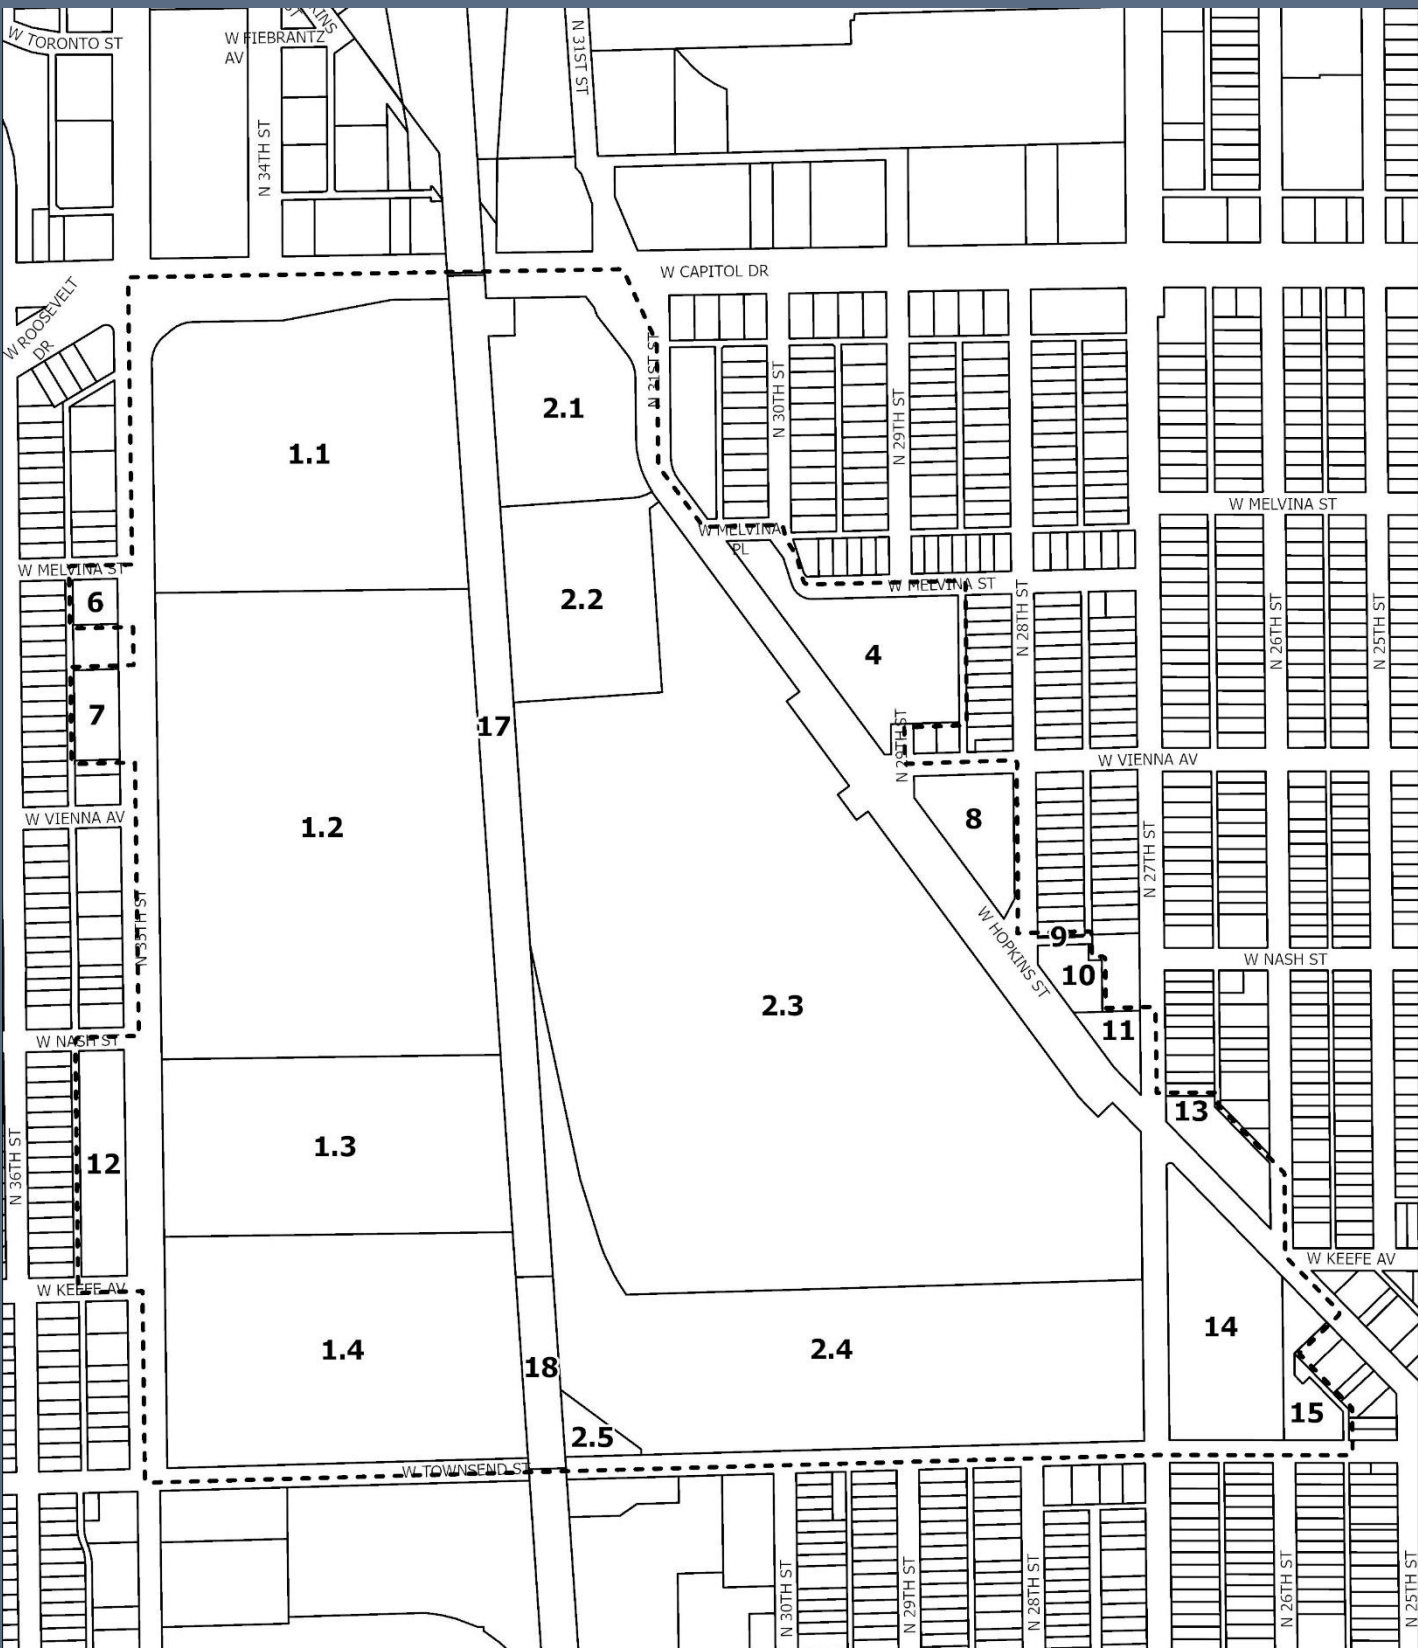 W TORONTO ST
W FIEBRANTZ
AV
N 31ST ST
N 34TH ST
W CAPITOL DR
W ROOSEVELT
DR
N 31ST ST
2.1
1.1
N 30TH ST
N 29TH ST
W MELVINA ST
W MELVINA
PL
W MELVINA ST
6
2.2
W MELVINA ST
N 28TH ST
N 26TH ST
N 25TH ST
4
7
17
N 29TH ST
W VIENNA AV
W VIENNA AV
1.2
8
N 27TH ST
N 35TH ST
9
W HOPKINS ST
10
W NASH ST
2.3
11
W NASH ST
13
1.3
12
N 36TH ST
W KEEFE AV
W KEEFE AV
14
1.4
2.4
18
15
2.5
W TOWNSEND ST
N 30TH ST
N 29TH ST
N 28TH ST
N 26TH ST
N 25TH ST